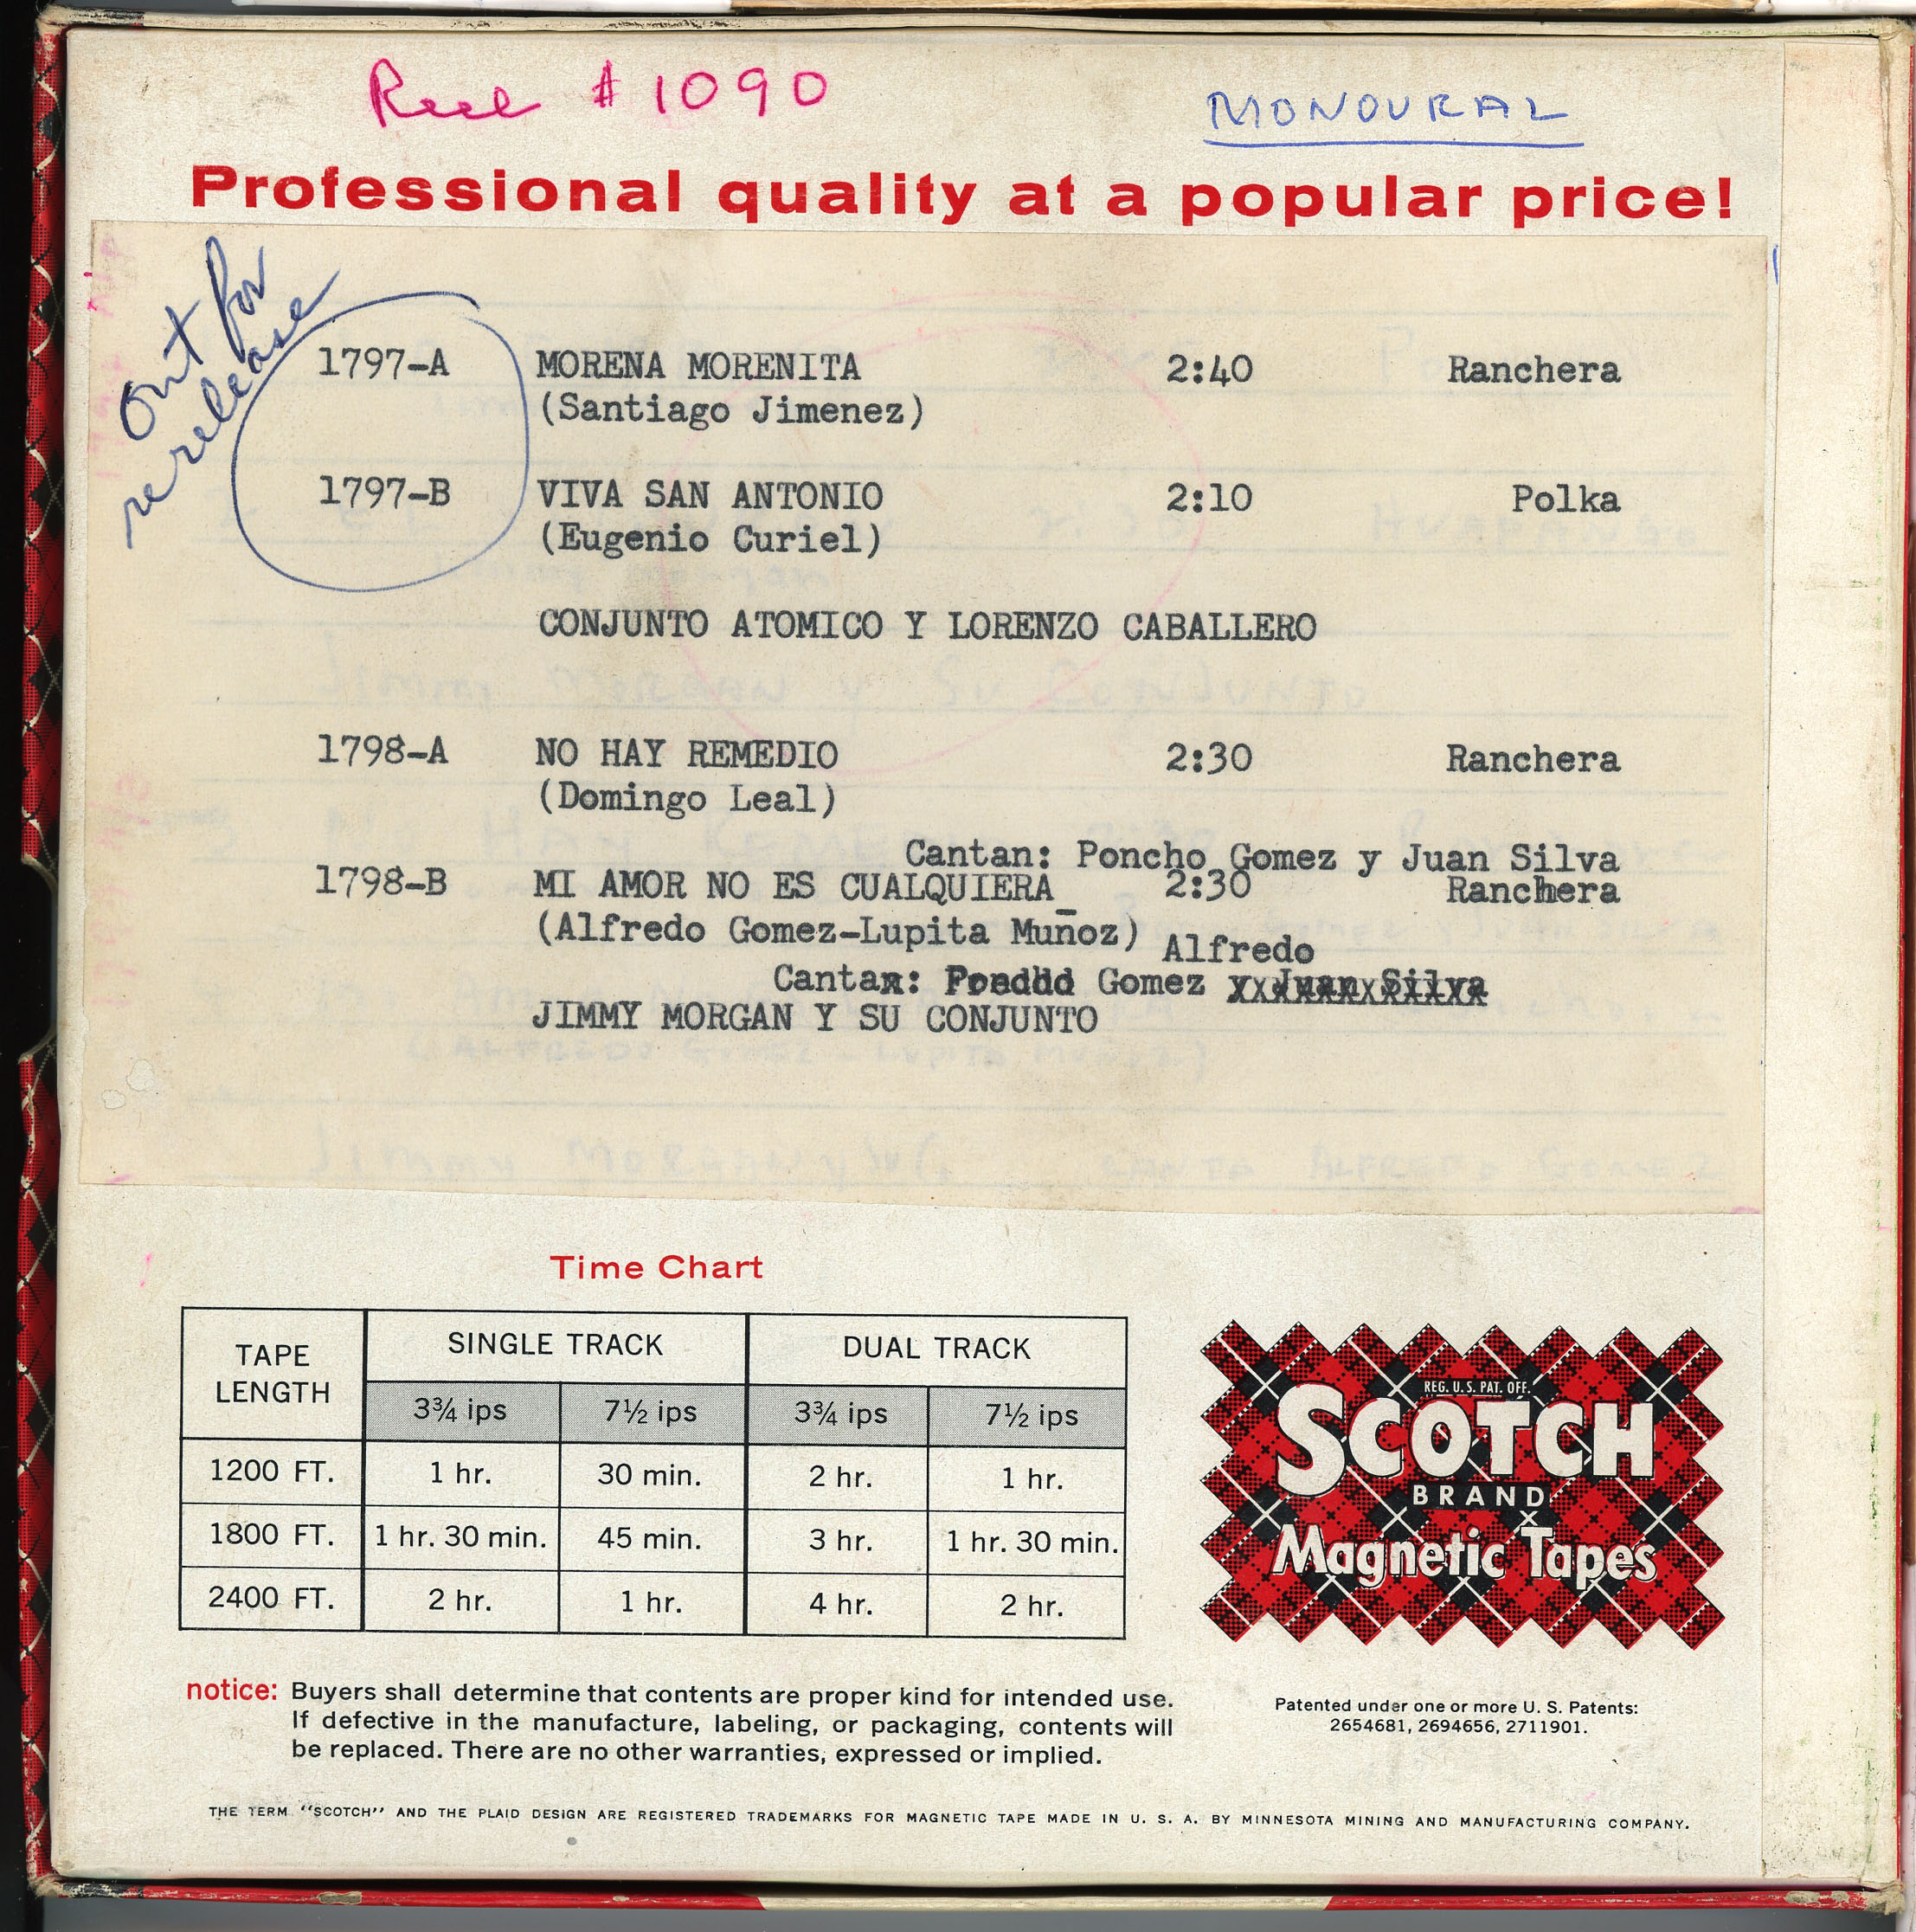 Reel #1090
MONOURAL
Professional quality at a popular price!
Out for
rerelease
1797-A MORENA MORENITA 2:40 Ranchera
(Santiago Jimenez)
1797-B VIVA SAN ANTONIO 2:10 Polka
(Eugenio Curiel)
CONJUNTO ATOMICO Y LORENZO CABALLERO
1798-A NO HAY REMEDIO 2:30 Ranchera
(Domingo Leal)
Cantan: Poncho Gomez y Juan Silva
1798-B MI AMOR NO ES CUALQUIERA 2:30 Ranchera
(Alfredo Gomez-Lupita Muñoz)
Alfredo
Canta: Gomez y Juan Silva
JIMMY MORGAN Y SU CONJUNTO
Time Chart
TAPE LENGTH SINGLE TRACK DUAL TRACK
3¾ ips 7½ ips 3¾ ips 7½ ips
1200 FT. 1 hr. 30 min. 2 hr. 1 hr.
1800 FT. 1 hr. 30 min. 45 min. 3 hr. 1 hr. 30 min.
2400 FT. 2 hr. 1 hr. 4 hr. 2 hr.
REG. U.S. PAT. OFF.
SCOTCH
BRAND
Magnetic Tapes
notice: Buyers shall determine that contents are proper kind for intended use.
If defective in the manufacture, labeling, or packaging, contents will
be replaced. There are no other warranties, expressed or implied.
Patented under one or more U. S. Patents:
2654681, 2694656, 2711901.
THE TERM "SCOTCH" AND THE PLAID DESIGN ARE REGISTERED TRADEMARKS FOR MAGNETIC TAPE MADE IN U. S. A. BY MINNESOTA MINING AND MANUFACTURING COMPANY.